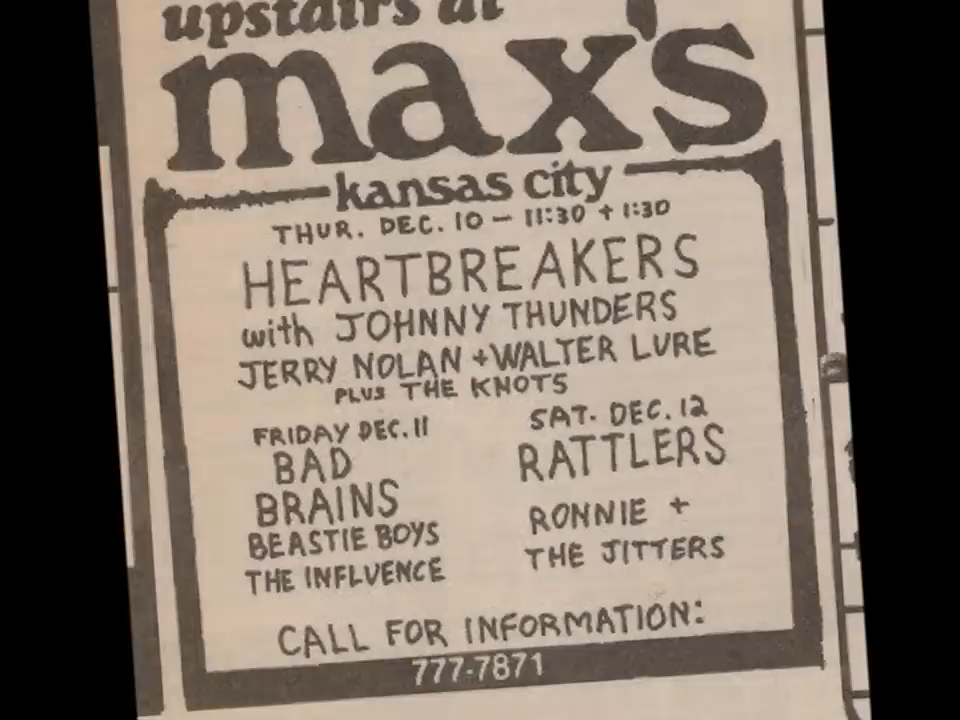 upstairs at
max's
kansas city
THUR. DEC. 10 — 11:30 + 1:30
HEARTBREAKERS
with JOHNNY THUNDERS
JERRY NOLAN + WALTER LURE
PLUS THE KNOTS
FRIDAY DEC. 11
BAD
BRAINS
BEASTIE BOYS
THE INFLUENCE
SAT. DEC. 12
RATTLERS
RONNIE +
THE JITTERS
CALL FOR INFORMATION:
777-7871